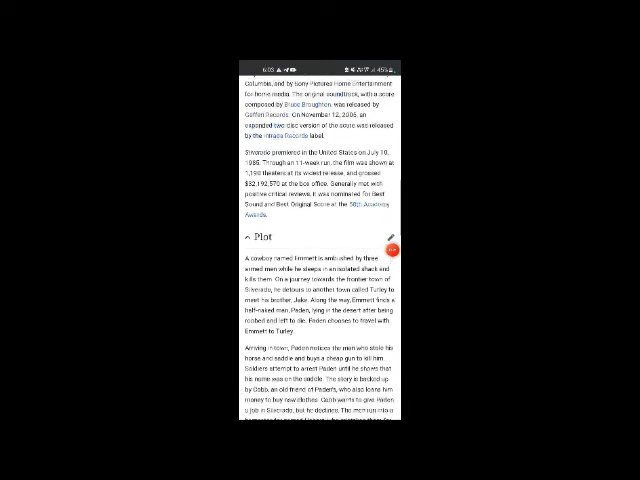 6:03
45%
Columbia, and by Sony Pictures Home Entertainment
for home media. The original soundtrack, with a score
composed by Bruce Broughton, was released by
Geffen Records. On November 12, 2005, an
expanded two-disc version of the score was released
by the Intrada Records label.
Silverado premiered in the United States on July 10,
1985. Through an 11-week run, the film was shown at
1,190 theaters at its widest release, and grossed
$32,192,570 at the box office. Generally met with
positive critical reviews, it was nominated for Best
Sound and Best Original Score at the 58th Academy
Awards.
Plot
A cowboy named Emmett is ambushed by three
armed men while he sleeps in an isolated shack and
kills them. On a journey towards the frontier town of
Silverado, he detours to another town called Turley to
meet his brother, Jake. Along the way, Emmett finds a
half-naked man, Paden, lying in the desert after being
robbed and left to die. Paden chooses to travel with
Emmett to Turley.
Arriving in town, Paden notices the man who stole his
horse and saddle and buys a cheap gun to kill him.
Soldiers attempt to arrest Paden until he shows that
his name was on the saddle. The story is backed up
by Cobb, an old friend of Paden's, who also loans him
money to buy new clothes. Cobb wants to give Paden
a job in Silverado, but he declines. The men run into a